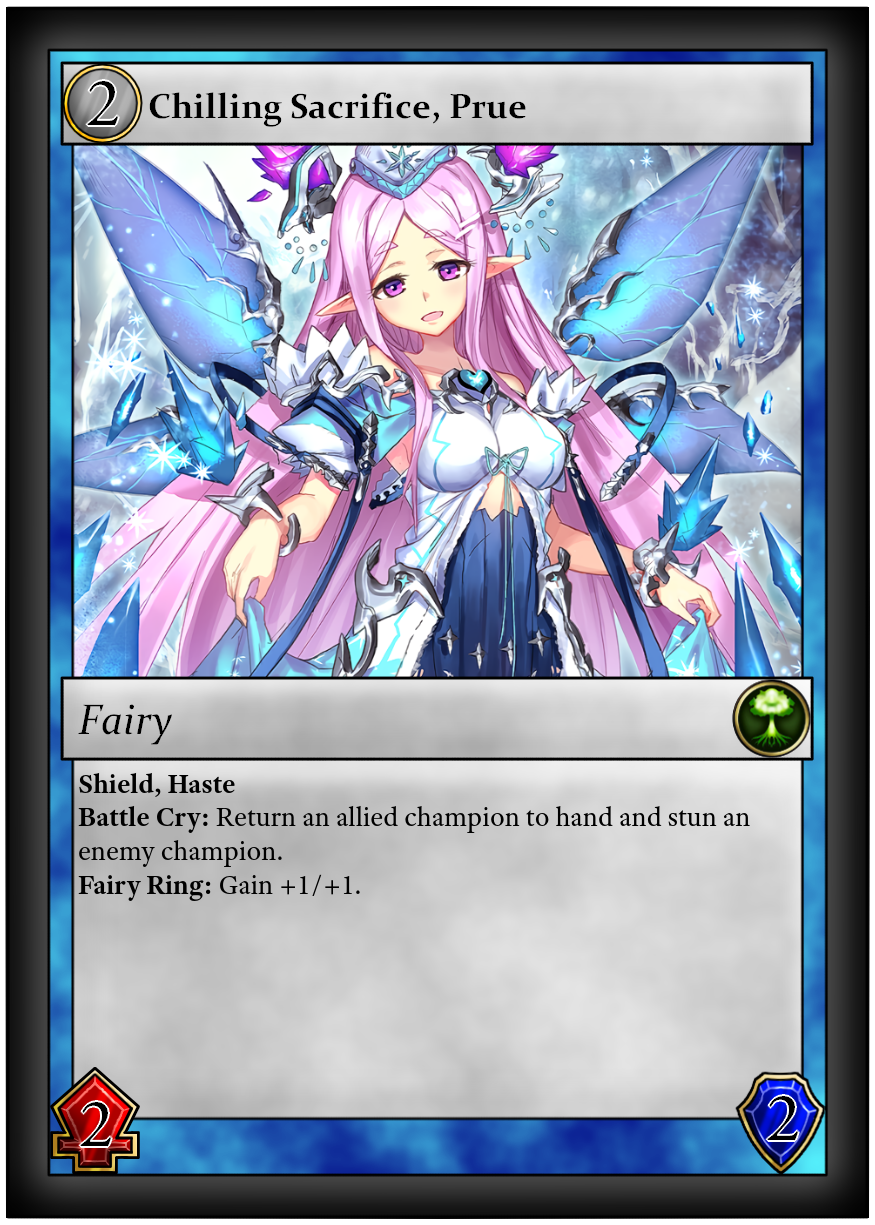 2
Chilling Sacrifice, Prue
Fairy
Shield, Haste
Battle Cry: Return an allied champion to hand and stun an
enemy champion.
Fairy Ring: Gain +1/+1.
2
2